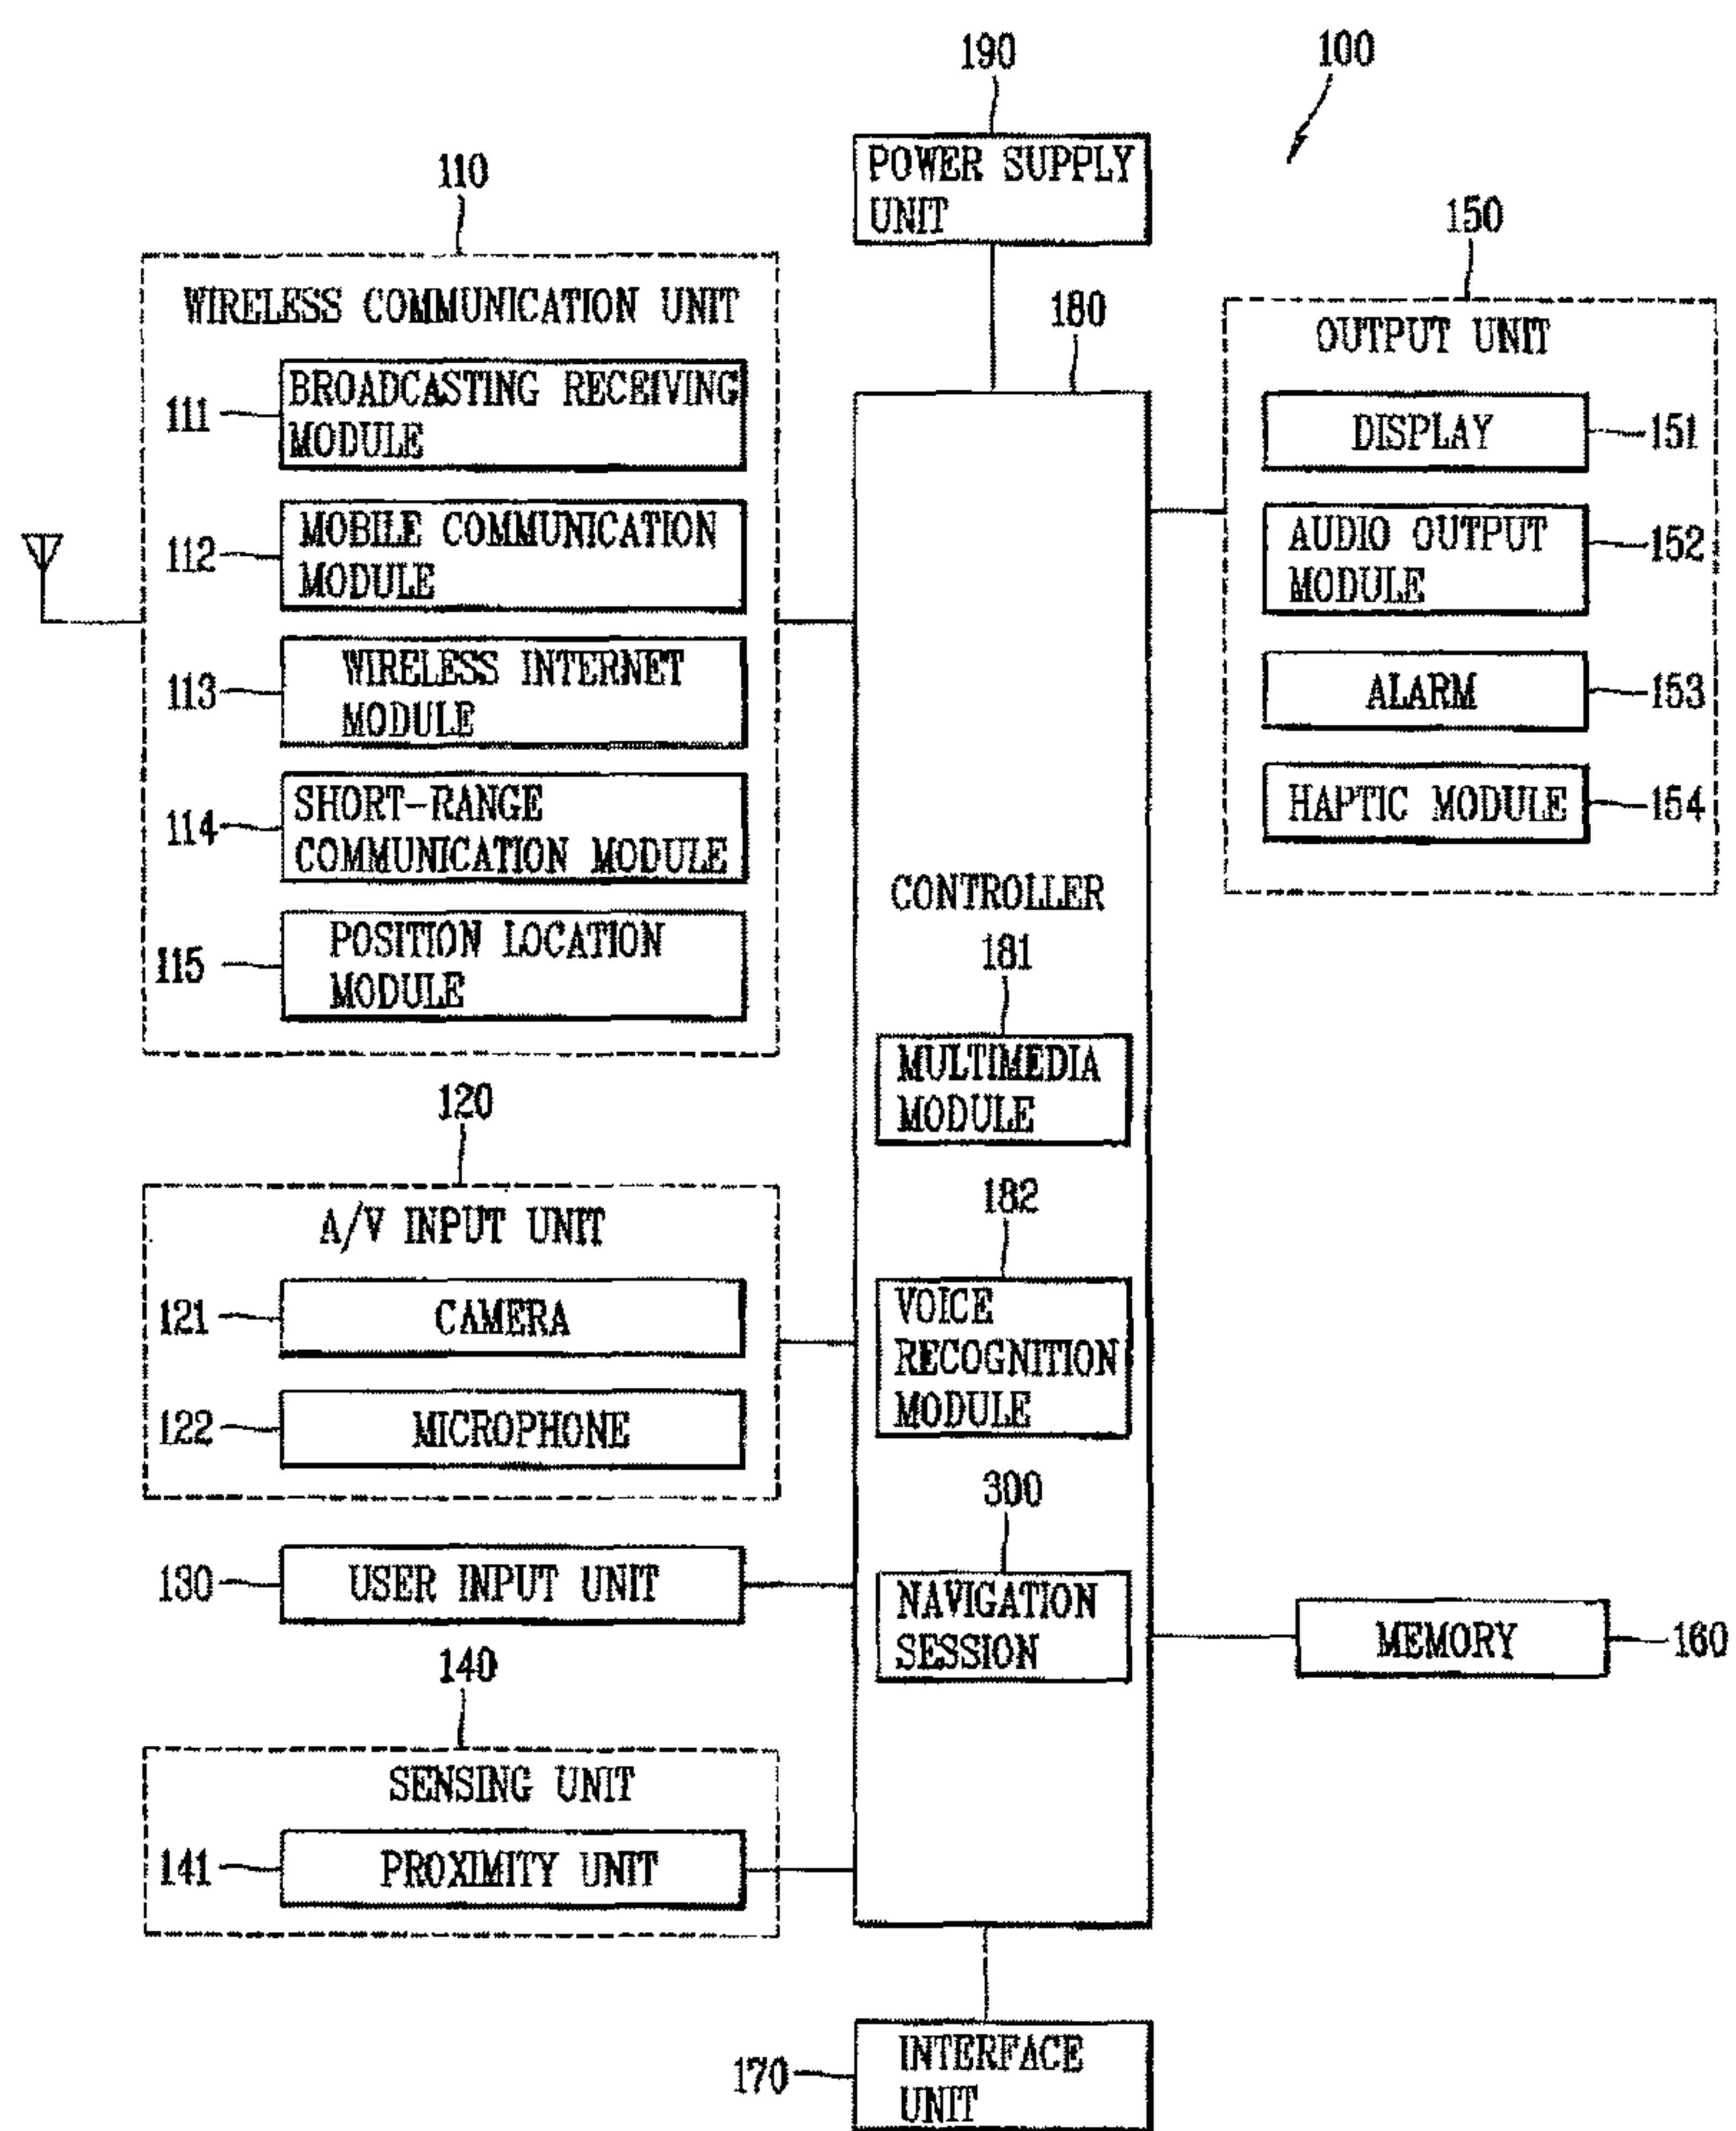 190
100
POWER SUPPLY
UNIT
110
WIRELESS COMMUNICATION UNIT
111
BROADCASTING RECEIVING
MODULE
112
MOBILE COMMUNICATION
MODULE
113
WIRELESS INTERNET
MODULE
114
SHORT-RANGE
COMMUNICATION MODULE
115
POSITION LOCATION
MODULE
120
A/V INPUT UNIT
121
CAMERA
122
MICROPHONE
130
USER INPUT UNIT
140
SENSING UNIT
141
PROXIMITY UNIT
180
CONTROLLER
181
MULTIMEDIA
MODULE
182
VOICE
RECOGNITION
MODULE
300
NAVIGATION
SESSION
150
OUTPUT UNIT
DISPLAY
151
AUDIO OUTPUT
MODULE
152
ALARM
153
HAPTIC MODULE
154
MEMORY
160
170
INTERFACE
UNIT